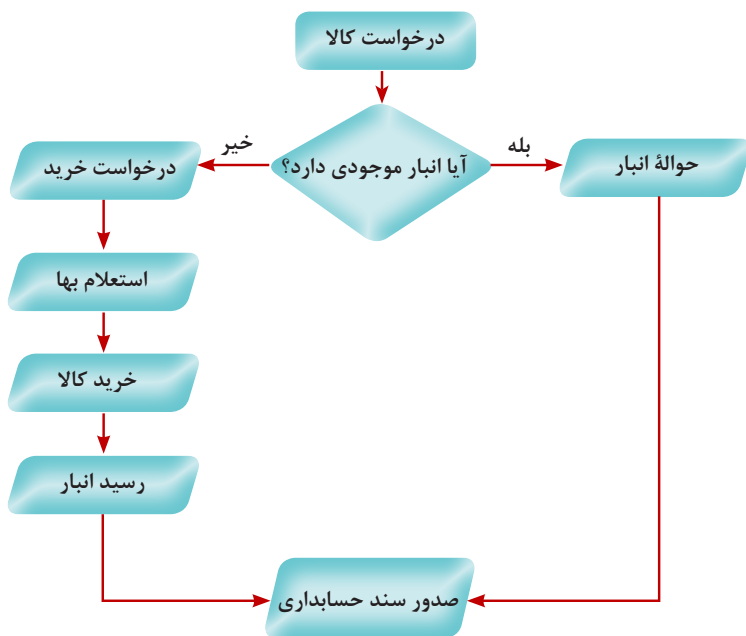 درخواست کالا
آیا انبار موجودی دارد؟
بله
حوالهٔ انبار
خیر
درخواست خرید
استعلام بها
خرید کالا
رسید انبار
صدور سند حسابداری